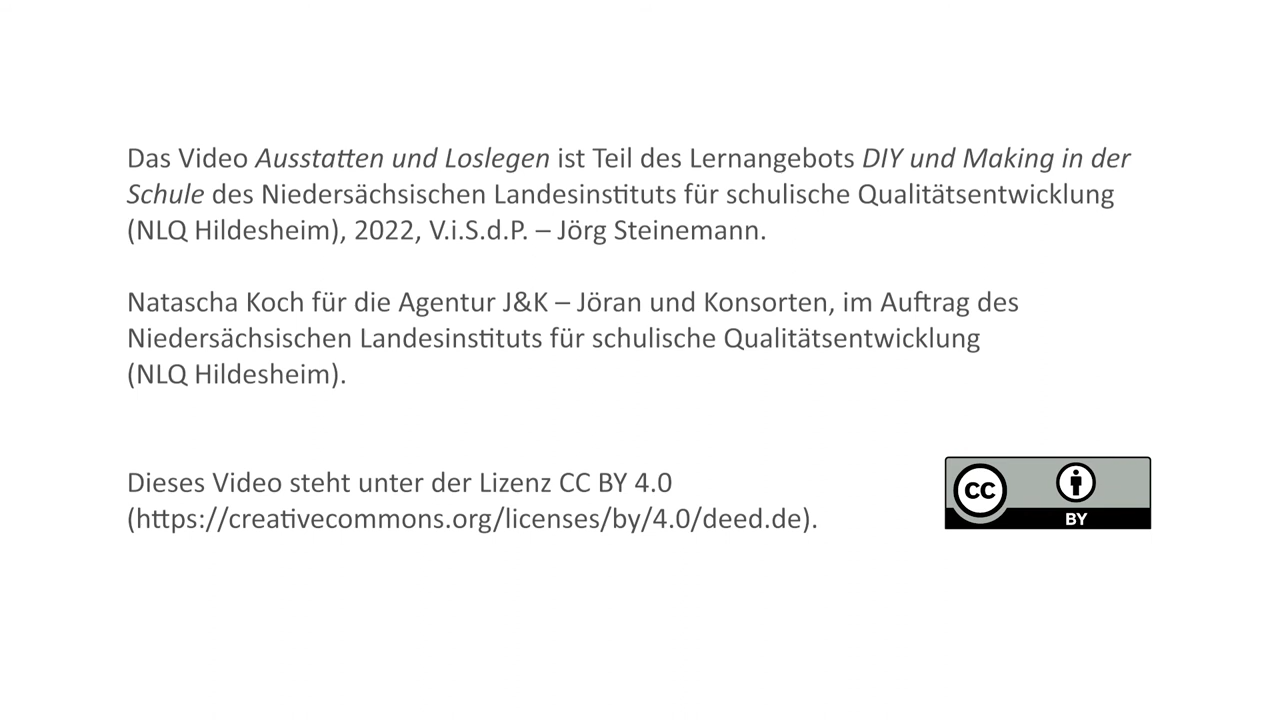 Das Video Ausstatten und Loslegen ist Teil des Lernangebots DIY und Making in der
Schule des Niedersächsischen Landesinstituts für schulische Qualitätsentwicklung
(NLQ Hildesheim), 2022, V.i.S.d.P. – Jörg Steinemann.
Natascha Koch für die Agentur J&K – Jöran und Konsorten, im Auftrag des
Niedersächsischen Landesinstituts für schulische Qualitätsentwicklung
(NLQ Hildesheim).
Dieses Video steht unter der Lizenz CC BY 4.0
(https://creativecommons.org/licenses/by/4.0/deed.de).
CC
BY